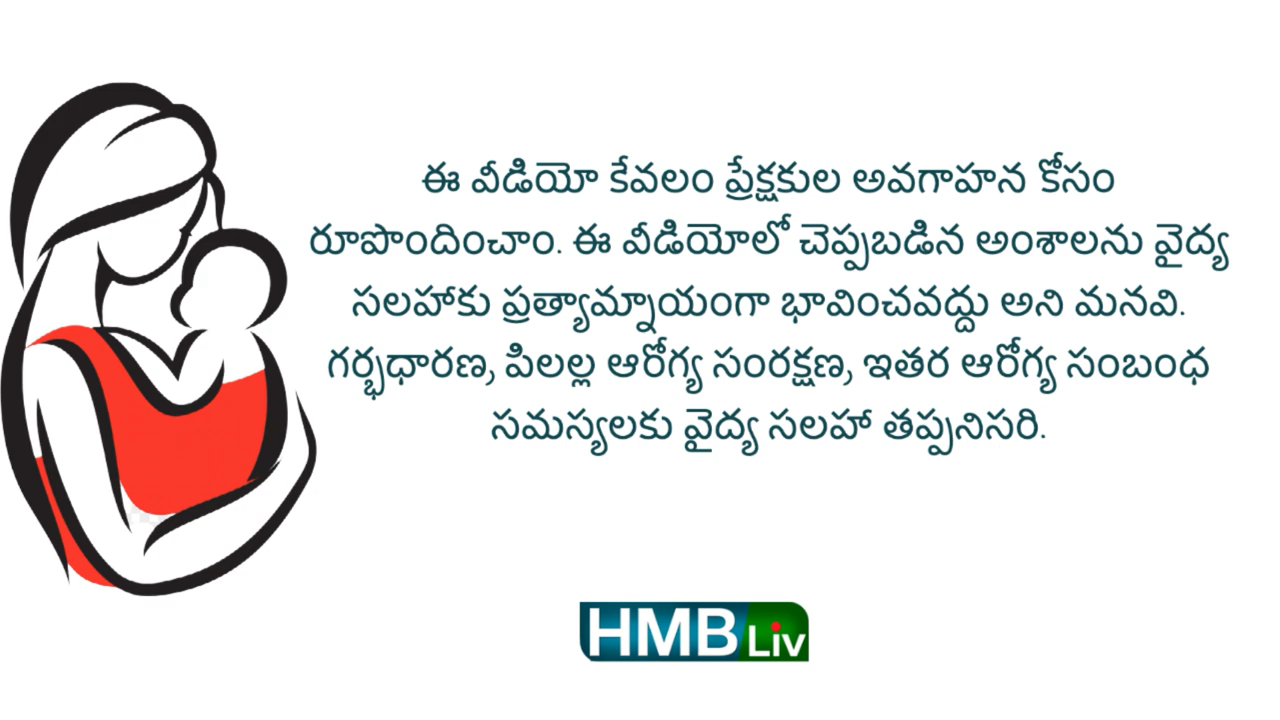 ఈ వీడియో కేవలం ప్రేక్షకుల అవగాహన కోసం
రూపొందించాం. ఈ వీడియోలో చెప్పబడిన అంశాలను వైద్య
సలహాకు ప్రత్యామ్నాయంగా భావించవద్దు అని మనవి.
గర్భధారణ, పిలల్ల ఆరోగ్య సంరక్షణ, ఇతర ఆరోగ్య సంబంధ
సమస్యలకు వైద్య సలహా తప్పనిసరి.
HMB Liv